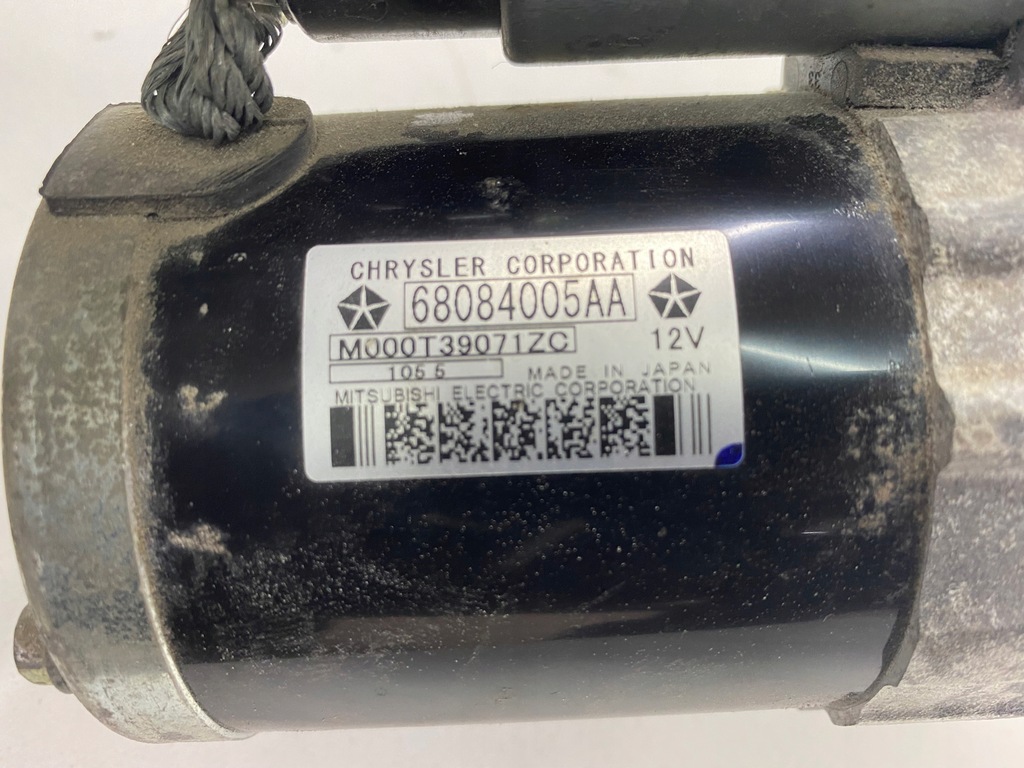 CHRYSLER CORPORATION
68084005AA
M000T39071ZC 12V
105 5 MADE IN JAPAN
MITSUBISHI ELECTRIC CORPORATION